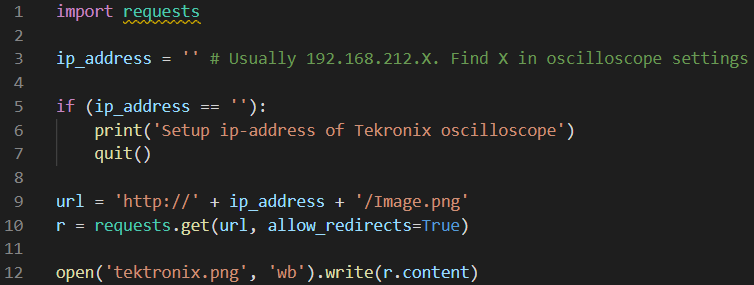 1 import requests
2
3 ip_address = '' # Usually 192.168.212.X. Find X in oscilloscope settings
4
5 if (ip_address == ''):
6     print('Setup ip-address of Tekronix oscilloscope')
7     quit()
8
9 url = 'http://' + ip_address + '/Image.png'
10 r = requests.get(url, allow_redirects=True)
11
12 open('tektronix.png', 'wb').write(r.content)